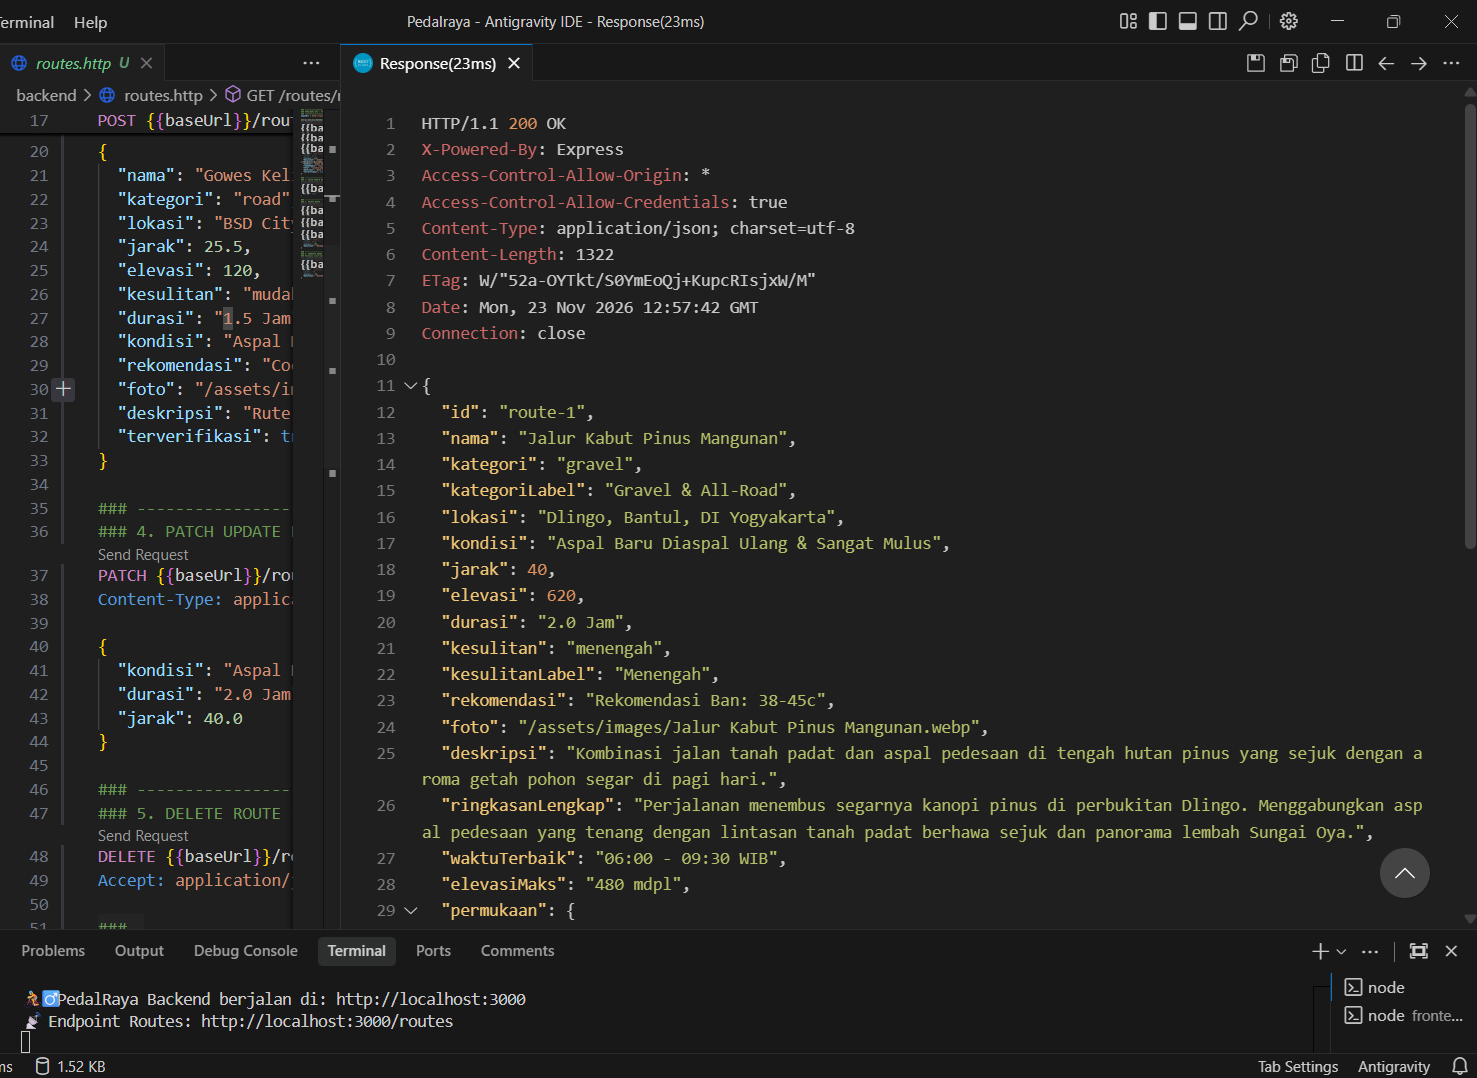 Terminal Help
Pedalraya - Antigravity IDE - Response(23ms)
routes.http U
Response(23ms)
backend > routes.http > GET /routes/
17 POST {{baseUrl}}/rout
20 {
21 "nama": "Gowes Kel
22 "kategori": "road"
23 "lokasi": "BSD City
24 "jarak": 25.5,
25 "elevasi": 120,
26 "kesulitan": "mudah
27 "durasi": "1.5 Jam
28 "kondisi": "Aspal
29 "rekomendasi": "Co
30 "foto": "/assets/im
31 "deskripsi": "Rute
32 "terverifikasi": tr
33 }
34
35 ### ----------------
36 ### 4. PATCH UPDATE
Send Request
37 PATCH {{baseUrl}}/rou
38 Content-Type: applica
39
40 {
41 "kondisi": "Aspal
42 "durasi": "2.0 Jam
43 "jarak": 40.0
44 }
45
46 ### ----------------
47 ### 5. DELETE ROUTE
Send Request
48 DELETE {{baseUrl}}/ro
49 Accept: application/j
50
51 ###
1 HTTP/1.1 200 OK
2 X-Powered-By: Express
3 Access-Control-Allow-Origin: *
4 Access-Control-Allow-Credentials: true
5 Content-Type: application/json; charset=utf-8
6 Content-Length: 1322
7 ETag: W/"52a-OYTkt/S0YmEoQj+KupcRIsjxW/M"
8 Date: Mon, 23 Nov 2026 12:57:42 GMT
9 Connection: close
10
11 {
12 "id": "route-1",
13 "nama": "Jalur Kabut Pinus Mangunan",
14 "kategori": "gravel",
15 "kategoriLabel": "Gravel & All-Road",
16 "lokasi": "Dlingo, Bantul, DI Yogyakarta",
17 "kondisi": "Aspal Baru Diaspal Ulang & Sangat Mulus",
18 "jarak": 40,
19 "elevasi": 620,
20 "durasi": "2.0 Jam",
21 "kesulitan": "menengah",
22 "kesulitanLabel": "Menengah",
23 "rekomendasi": "Rekomendasi Ban: 38-45c",
24 "foto": "/assets/images/Jalur Kabut Pinus Mangunan.webp",
25 "deskripsi": "Kombinasi jalan tanah padat dan aspal pedesaan di tengah hutan pinus yang sejuk dengan a
roma getah pohon segar di pagi hari.",
26 "ringkasanLengkap": "Perjalanan menembus segarnya kanopi pinus di perbukitan Dlingo. Menggabungkan asp
al pedesaan yang tenang dengan lintasan tanah padat berhawa sejuk dan panorama lembah Sungai Oya.",
27 "waktuTerbaik": "06:00 - 09:30 WIB",
28 "elevasiMaks": "480 mdpl",
29 "permukaan": {
Problems Output Debug Console Terminal Ports Comments
PedalRaya Backend berjalan di: http://localhost:3000
Endpoint Routes: http://localhost:3000/routes
node
node fronte...
ms 1.52 KB
Tab Settings Antigravity